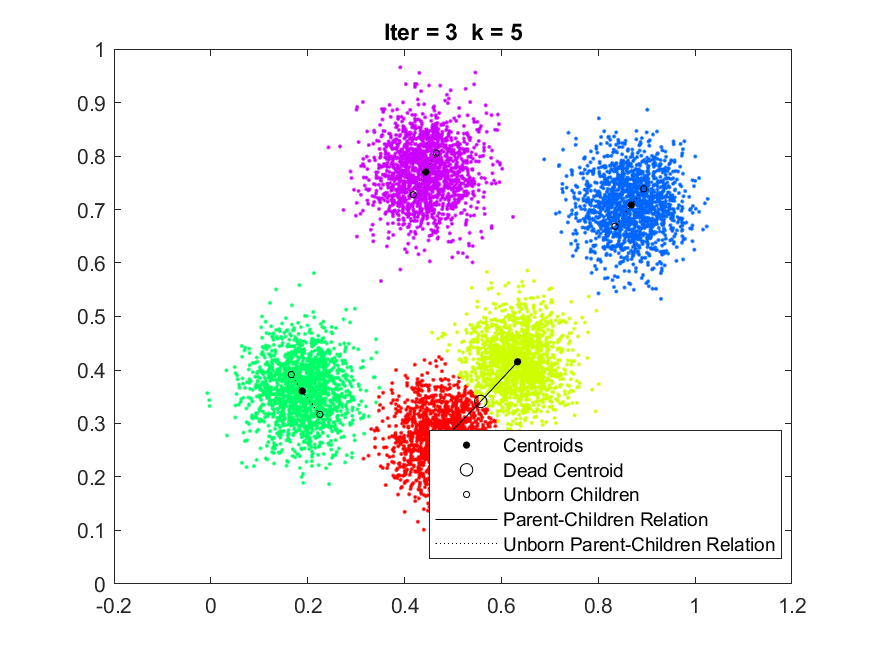 Iter = 3  k = 5
1
0.9
0.8
0.7
0.6
0.5
0.4
0.3
0.2
0.1
0
Centroids
Dead Centroid
Unborn Children
Parent-Children Relation
Unborn Parent-Children Relation
-0.2 0 0.2 0.4 0.6 0.8 1 1.2